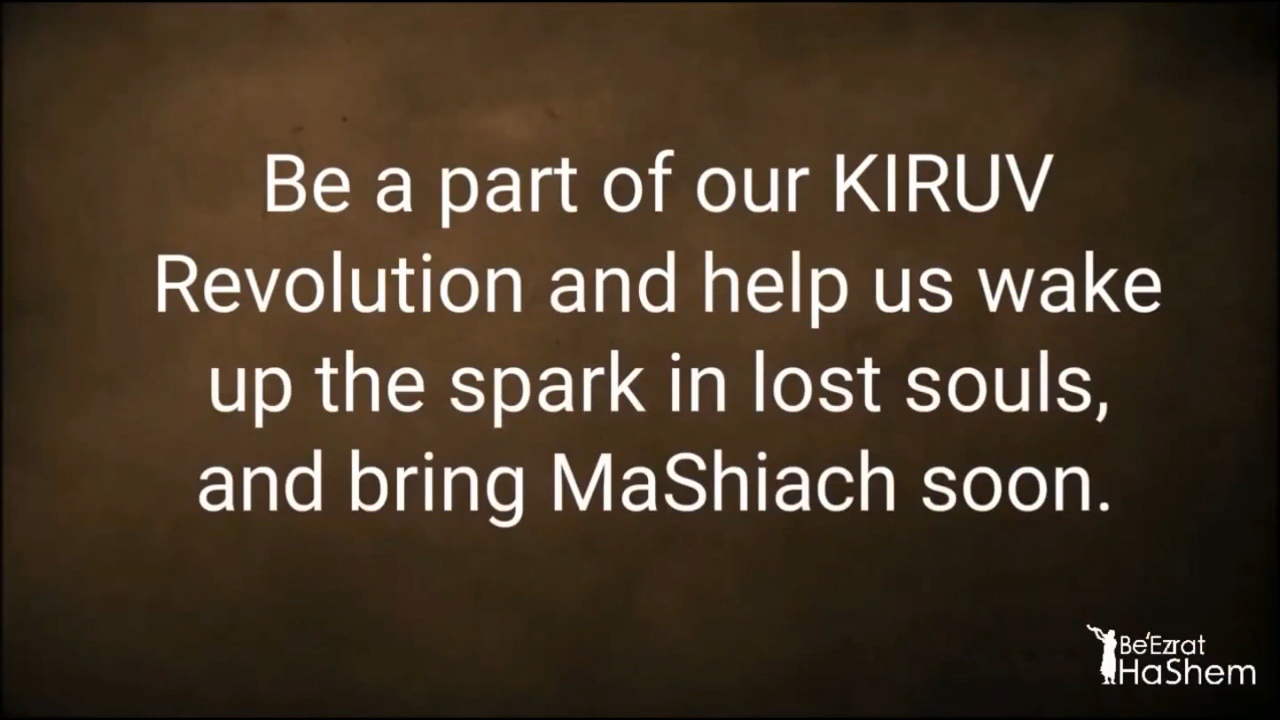 Be a part of our KIRUV
Revolution and help us wake
up the spark in lost souls,
and bring MaShiach soon.
Be'Ezrat
HaShem